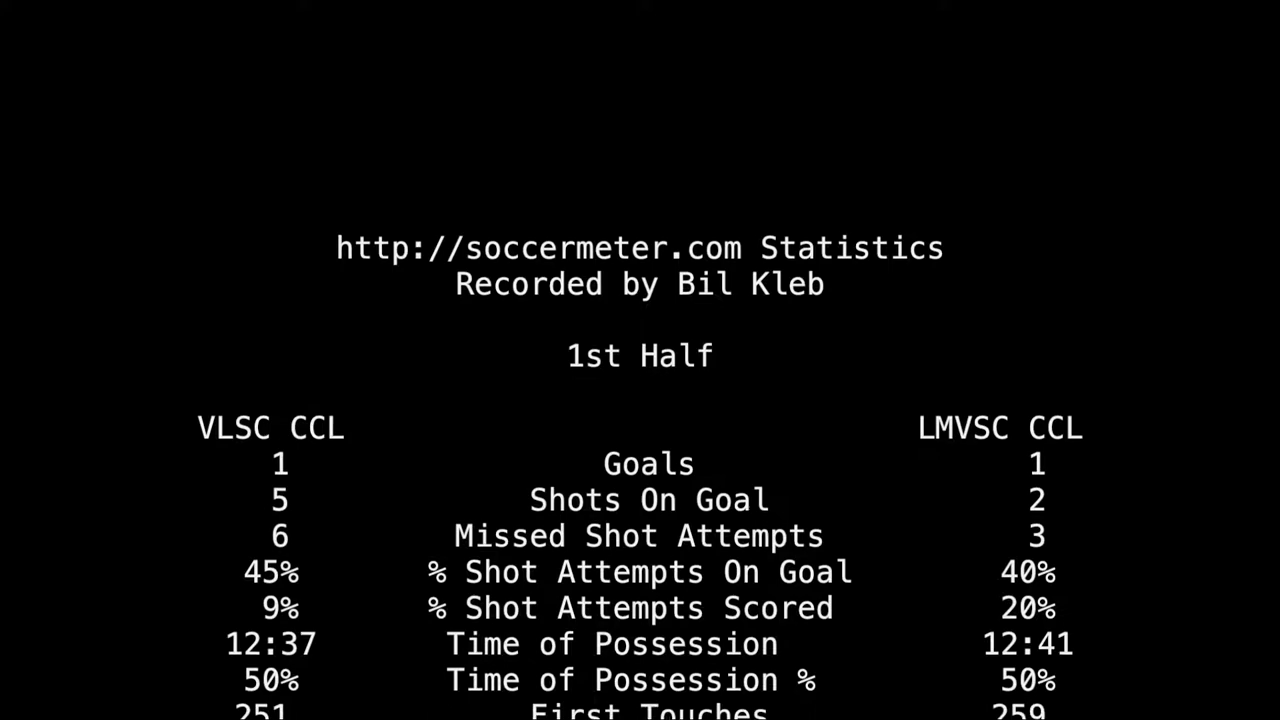 http://soccermeter.com Statistics
Recorded by Bil Kleb
1st Half
VLSC CCL LMVSC CCL
1 Goals 1
5 Shots On Goal 2
6 Missed Shot Attempts 3
45% % Shot Attempts On Goal 40%
9% % Shot Attempts Scored 20%
12:37 Time of Possession 12:41
50% Time of Possession % 50%
251 First Touches 259